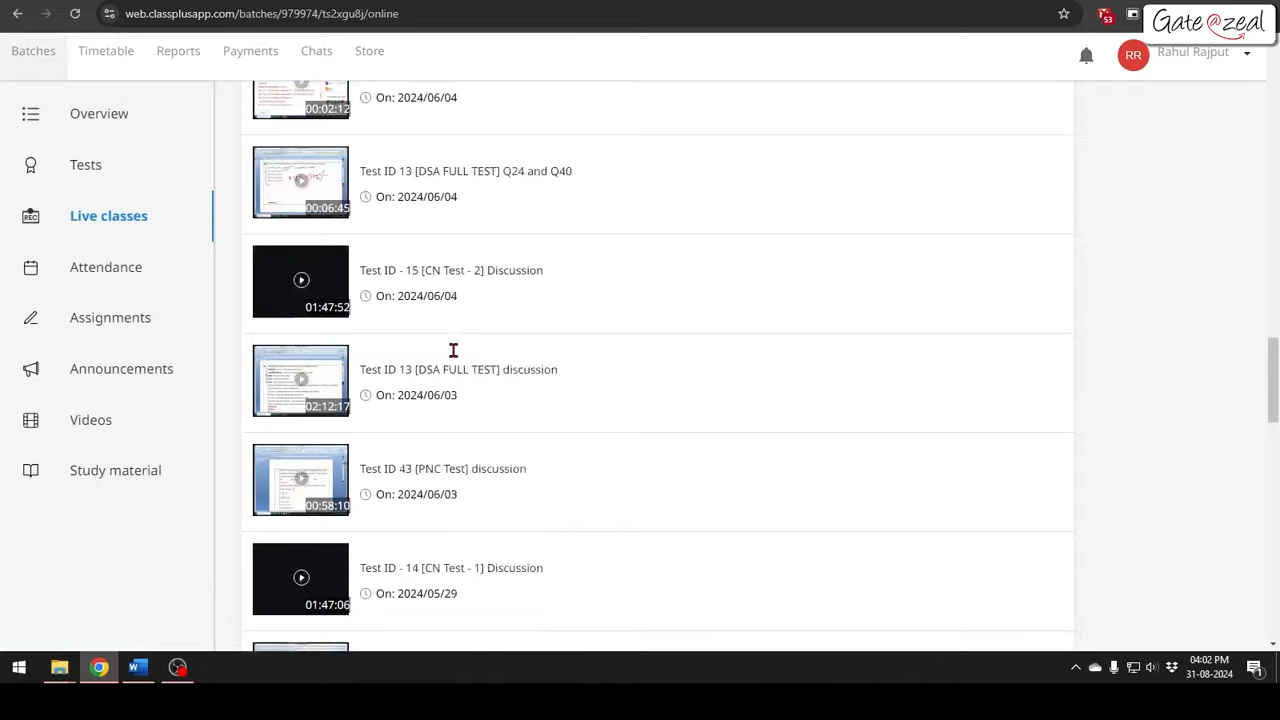 web.classplusapp.com/batches/979974/ts2xgu8j/online
53
Gate@zeal
Batches
Timetable
Reports
Payments
Chats
Store
RR
Rahul Rajput
Overview
Tests
REC
Live classes
Attendance
Assignments
Announcements
Videos
Study material
00:02:12
On: 2024/06/04
00:06:45
Test ID 13 [DSA FULL TEST] Q24 and Q40
On: 2024/06/04
01:47:52
Test ID - 15 [CN Test - 2] Discussion
On: 2024/06/04
02:12:17
Test ID 13 [DSA FULL TEST] discussion
On: 2024/06/03
00:58:10
Test ID 43 [PNC Test] discussion
On: 2024/06/03
01:47:06
Test ID - 14 [CN Test - 1] Discussion
On: 2024/05/29
04:02 PM
31-08-2024
1